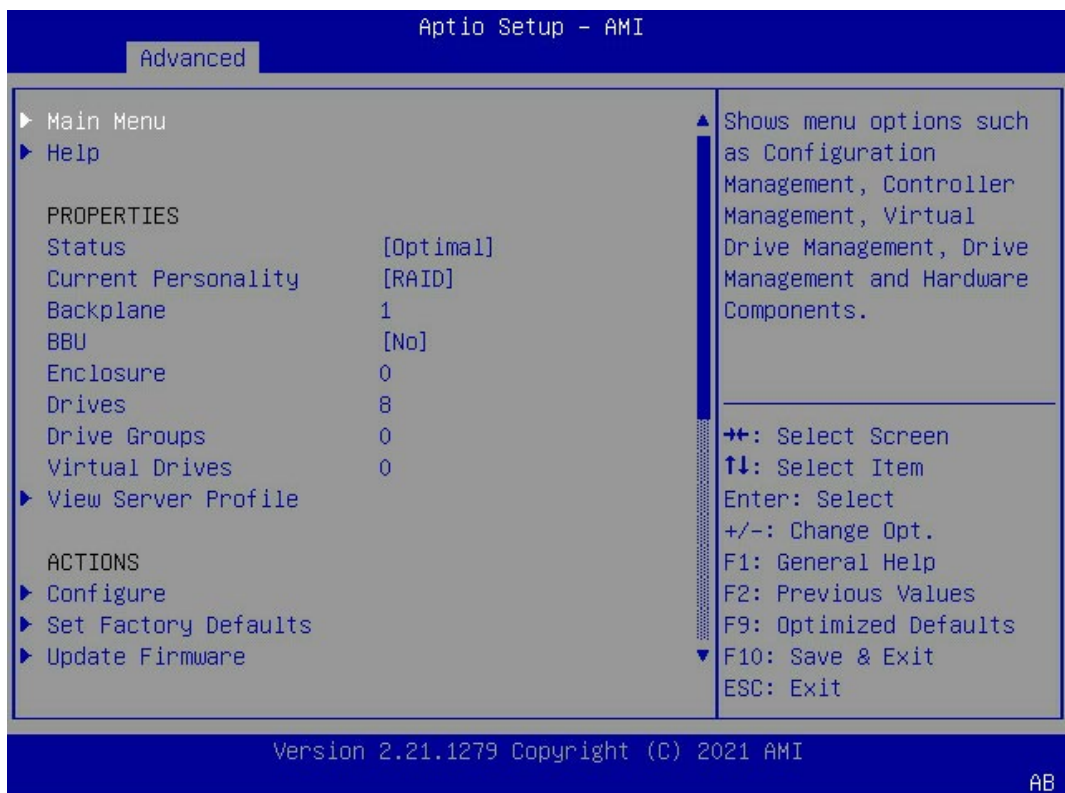 Aptio Setup – AMI
Advanced
Main Menu
Help
PROPERTIES
Status [Optimal]
Current Personality [RAID]
Backplane 1
BBU [No]
Enclosure 0
Drives 8
Drive Groups 0
Virtual Drives 0
View Server Profile
ACTIONS
Configure
Set Factory Defaults
Update Firmware
Shows menu options such
as Configuration
Management, Controller
Management, Virtual
Drive Management, Drive
Management and Hardware
Components.
→←: Select Screen
↑↓: Select Item
Enter: Select
+/-: Change Opt.
F1: General Help
F2: Previous Values
F9: Optimized Defaults
F10: Save & Exit
ESC: Exit
Version 2.21.1279 Copyright (C) 2021 AMI
AB